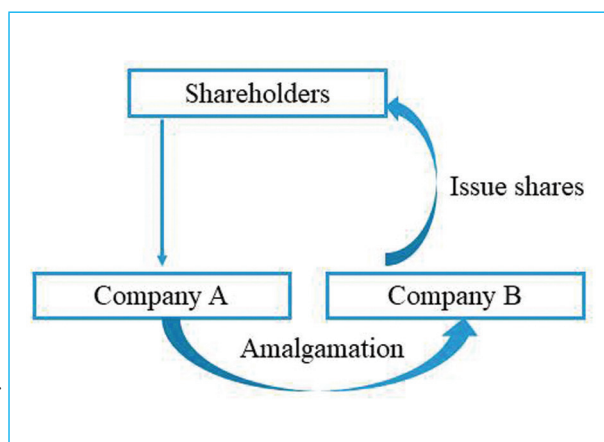 Shareholders
Issue shares
Company A
Company B
Amalgamation